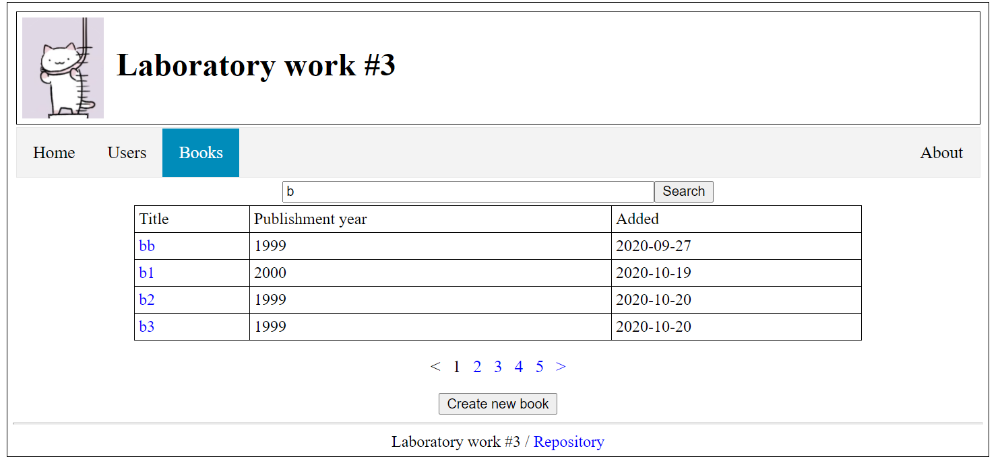 Laboratory work #3
Home Users Books About
b Search
Title Publishment year Added
bb 1999 2020-09-27
b1 2000 2020-10-19
b2 1999 2020-10-20
b3 1999 2020-10-20
< 1 2 3 4 5 >
Create new book
Laboratory work #3 / Repository